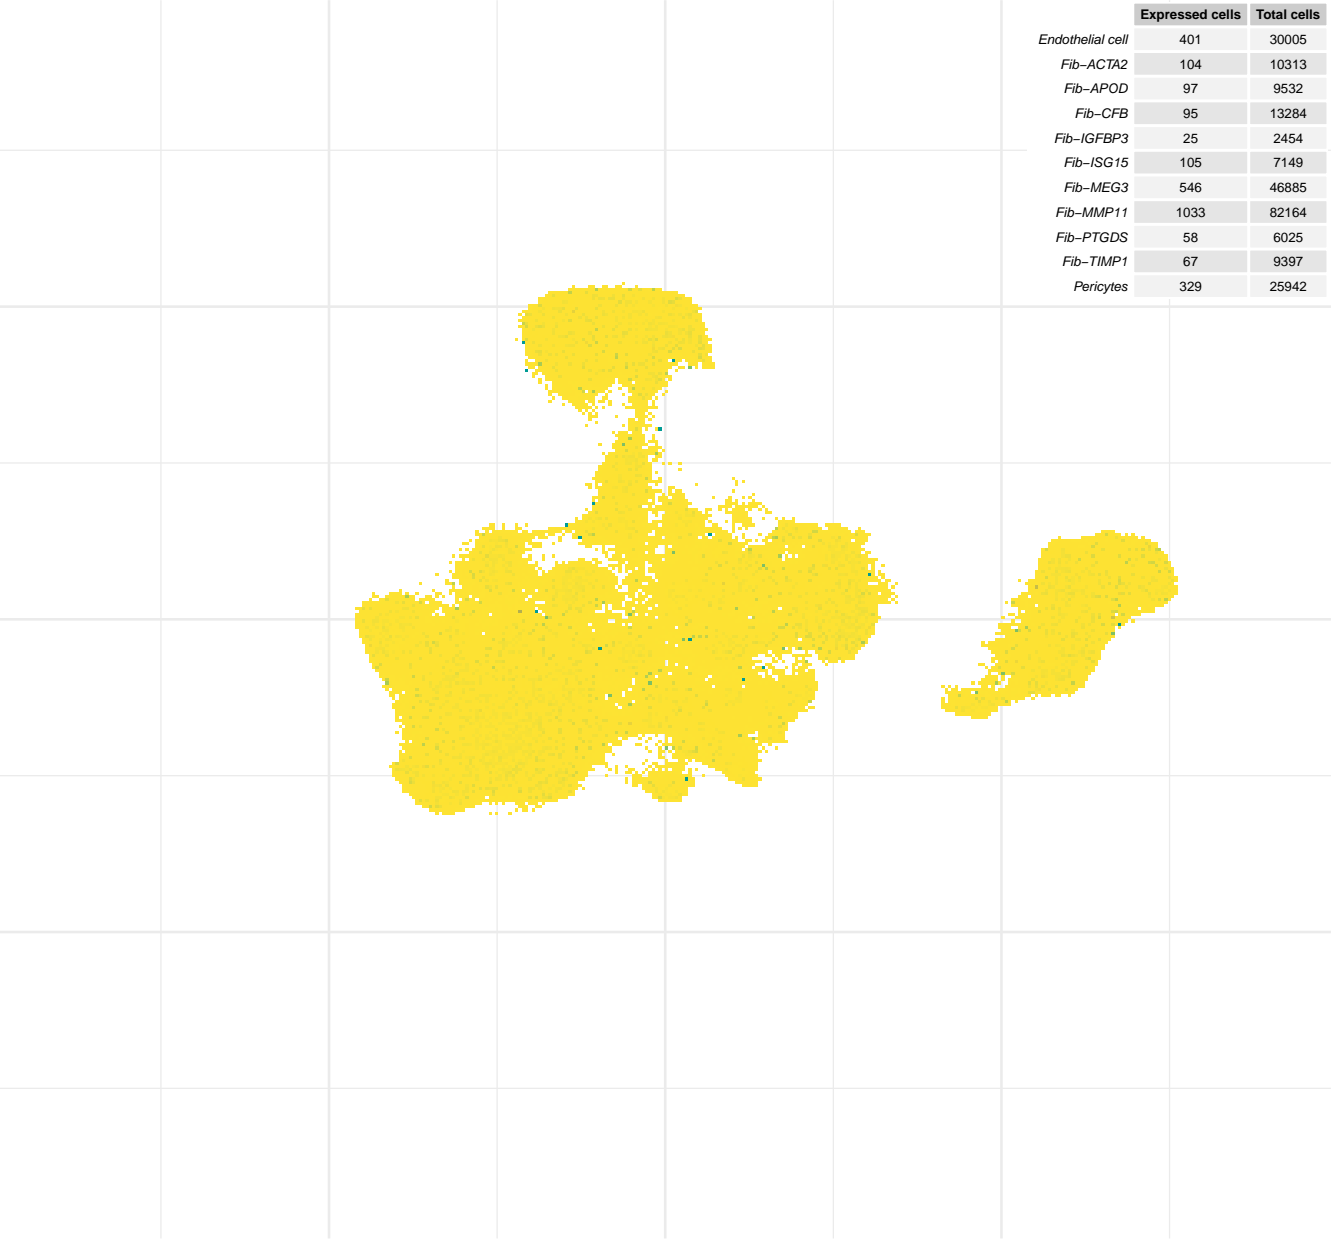 Expressed cells Total cells
Endothelial cell 401 30005
Fib−ACTA2 104 10313
Fib−APOD 97 9532
Fib−CFB 95 13284
Fib−IGFBP3 25 2454
Fib−ISG15 105 7149
Fib−MEG3 546 46885
Fib−MMP11 1033 82164
Fib−PTGDS 58 6025
Fib−TIMP1 67 9397
Pericytes 329 25942